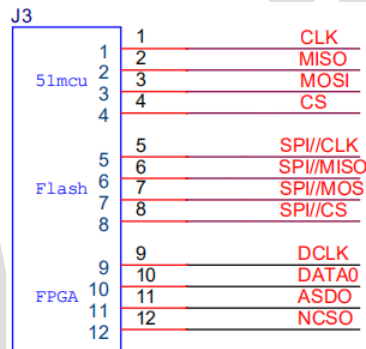 J3
1 1 CLK
2 2 MISO
51mcu 3 3 MOSI
4 4 CS
5 5 SPI//CLK
Flash 6 6 SPI//MISO
7 7 SPI//MOS
8 8 SPI//CS
9 9 DCLK
FPGA 10 10 DATA0
11 11 ASDO
12 12 NCSO